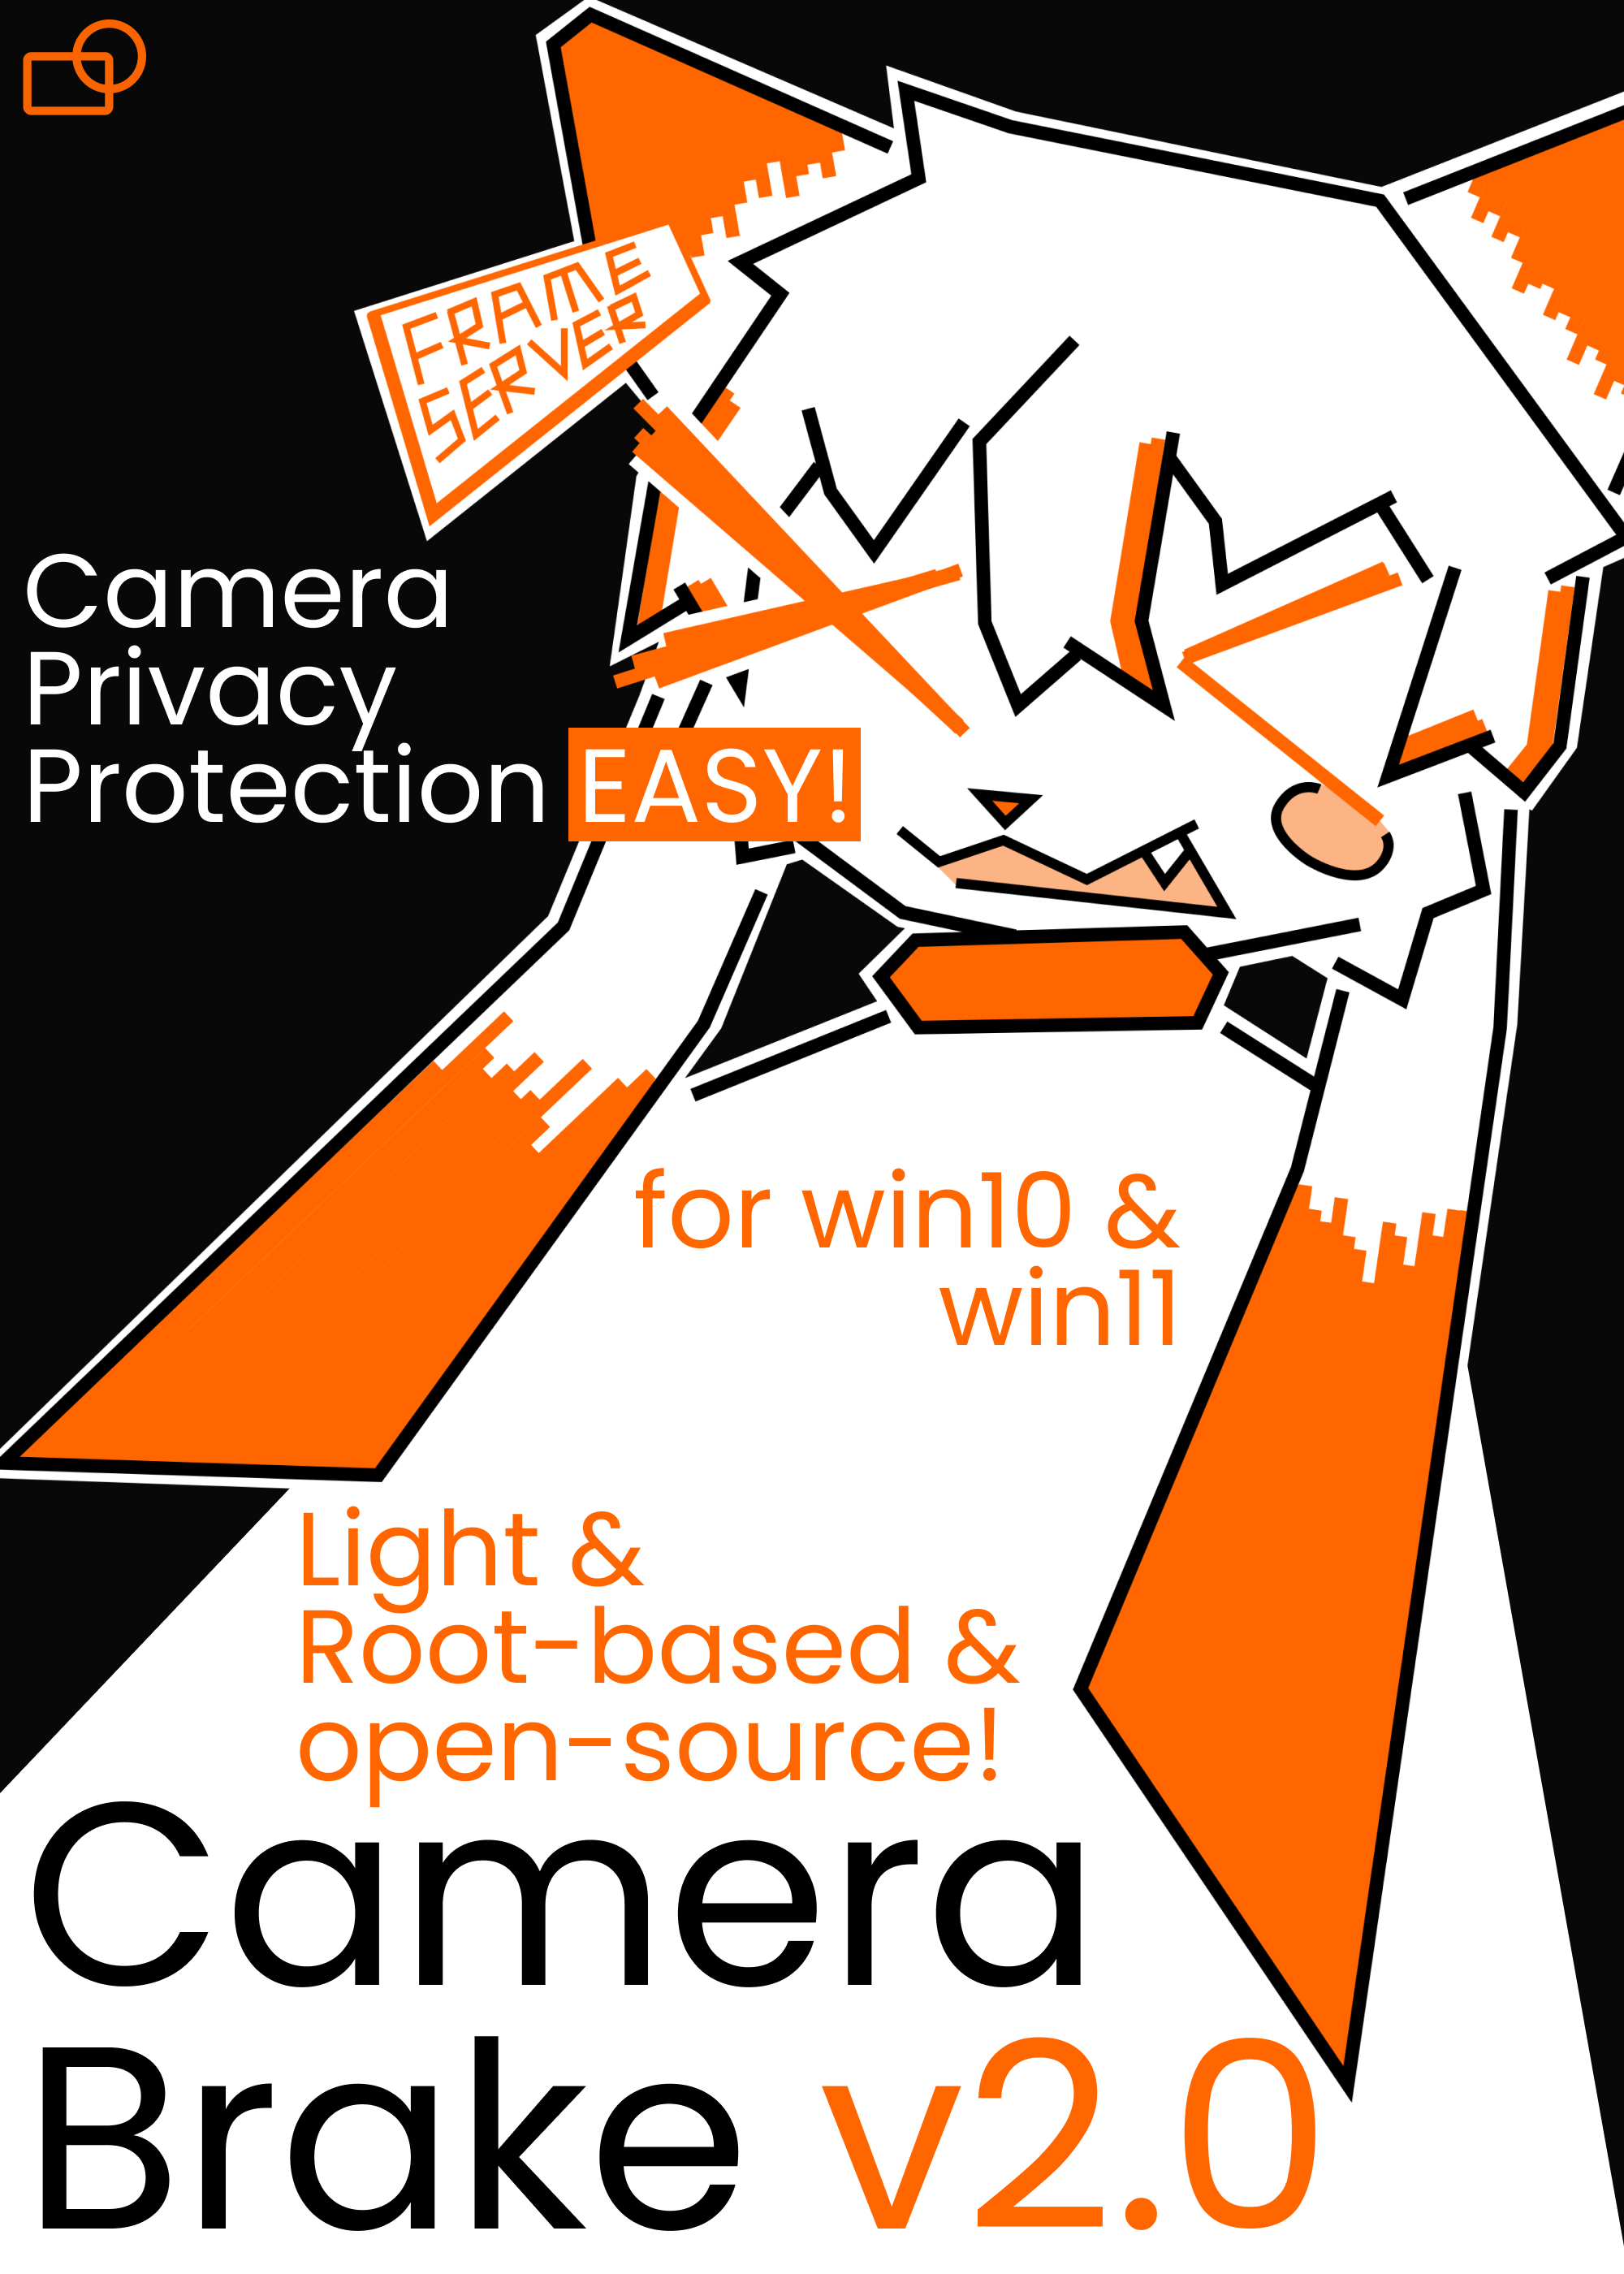 FRAME
SERVER
Camera
Privacy
Protection EASY!
for win10 &
win11
Light &
Root-based &
open-source!
Camera
Brake v2.0